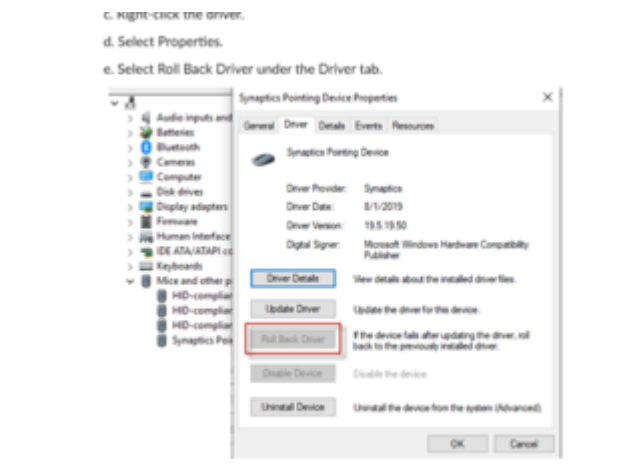 c. Right-click the driver.
d. Select Properties.
e. Select Roll Back Driver under the Driver tab.
Synaptics Pointing Device Properties
General Driver Details Events Resources
Audio inputs and
Batteries
Bluetooth
Cameras
Computer
Disk drives
Display adapters
Firmware
Human Interface
IDE ATA/ATAPI co
Keyboards
Mice and other p
HID-complian
HID-complian
HID-complian
Synaptics Poi
Synaptics Pointing Device
Driver Provider: Synaptics
Driver Date: 8/1/2019
Driver Version: 19.5.19.50
Digital Signer: Microsoft Windows Hardware Compatibility
Publisher
Driver Details View details about the installed driver files.
Update Driver Update the driver for this device.
Roll Back Driver If the device fails after updating the driver, roll
back to the previously installed driver.
Disable Device Disable the device.
Uninstall Device Uninstall the device from the system (Advanced).
OK Cancel